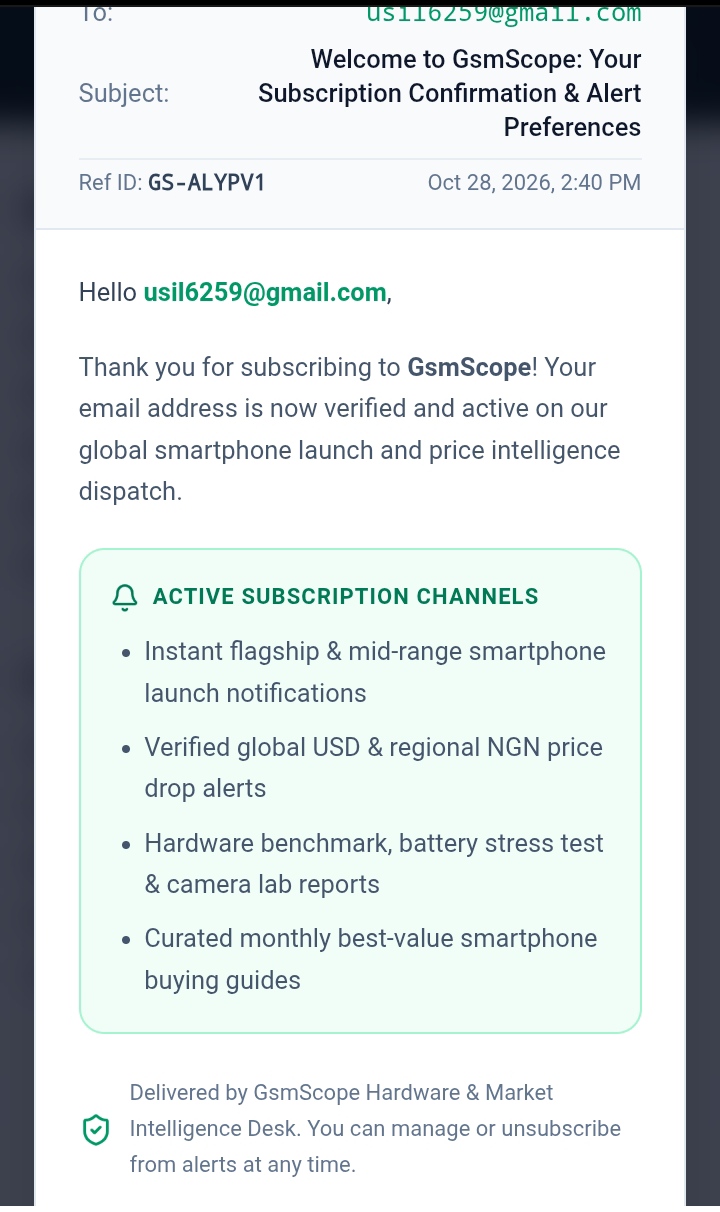 To: usil6259@gmail.com
Welcome to GsmScope: Your
Subject: Subscription Confirmation & Alert
Preferences
Ref ID: GS-ALYPV1 Oct 28, 2026, 2:40 PM
Hello usil6259@gmail.com,
Thank you for subscribing to GsmScope! Your
email address is now verified and active on our
global smartphone launch and price intelligence
dispatch.
ACTIVE SUBSCRIPTION CHANNELS
• Instant flagship & mid-range smartphone
launch notifications
• Verified global USD & regional NGN price
drop alerts
• Hardware benchmark, battery stress test
& camera lab reports
• Curated monthly best-value smartphone
buying guides
Delivered by GsmScope Hardware & Market
Intelligence Desk. You can manage or unsubscribe
from alerts at any time.